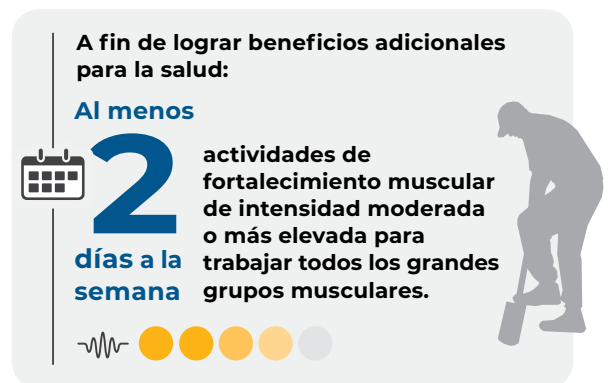 A fin de lograr beneficios adicionales
para la salud:
Al menos
2
días a la
semana
actividades de
fortalecimiento muscular
de intensidad moderada
o más elevada para
trabajar todos los grandes
grupos musculares.